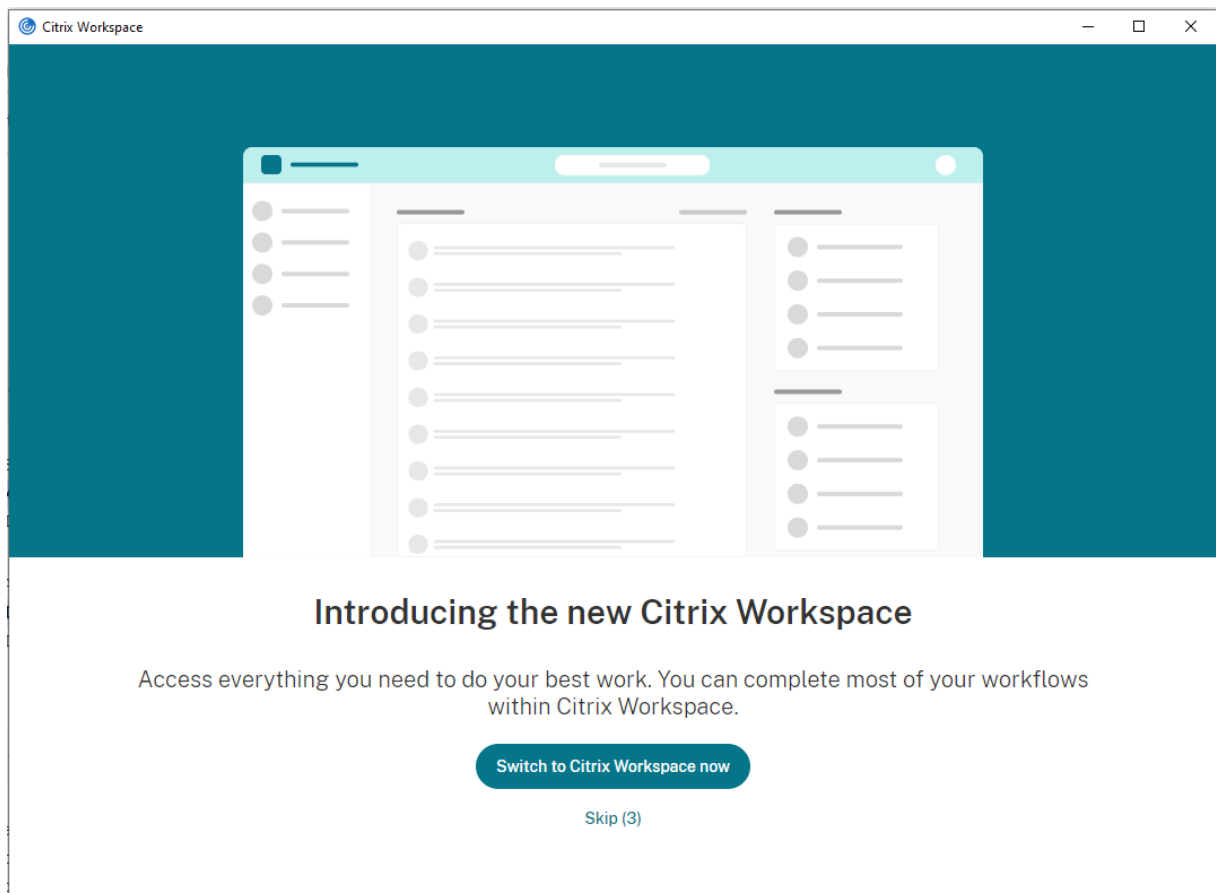 Citrix Workspace
Introducing the new Citrix Workspace
Access everything you need to do your best work. You can complete most of your workflows
within Citrix Workspace.
Switch to Citrix Workspace now
Skip (3)